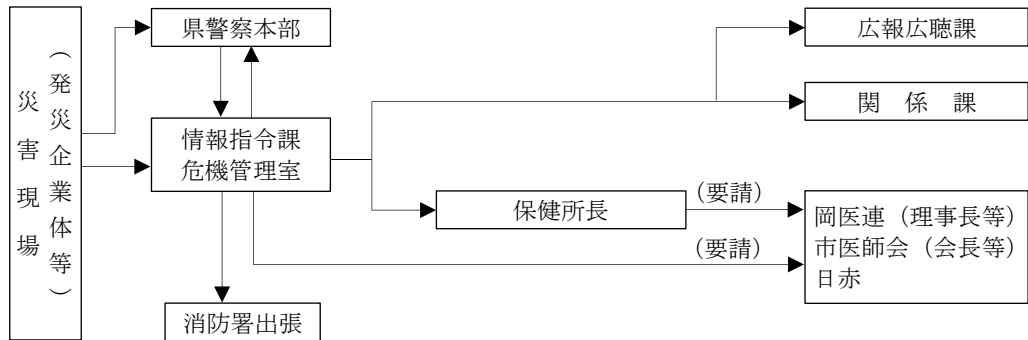 災害現場
（発災企業体等）
県警察本部
情報指令課
危機管理室
消防署出張
保健所長
（要請）
（要請）
広報広聴課
関　係　課
岡医連（理事長等）
市医師会（会長等）
日赤